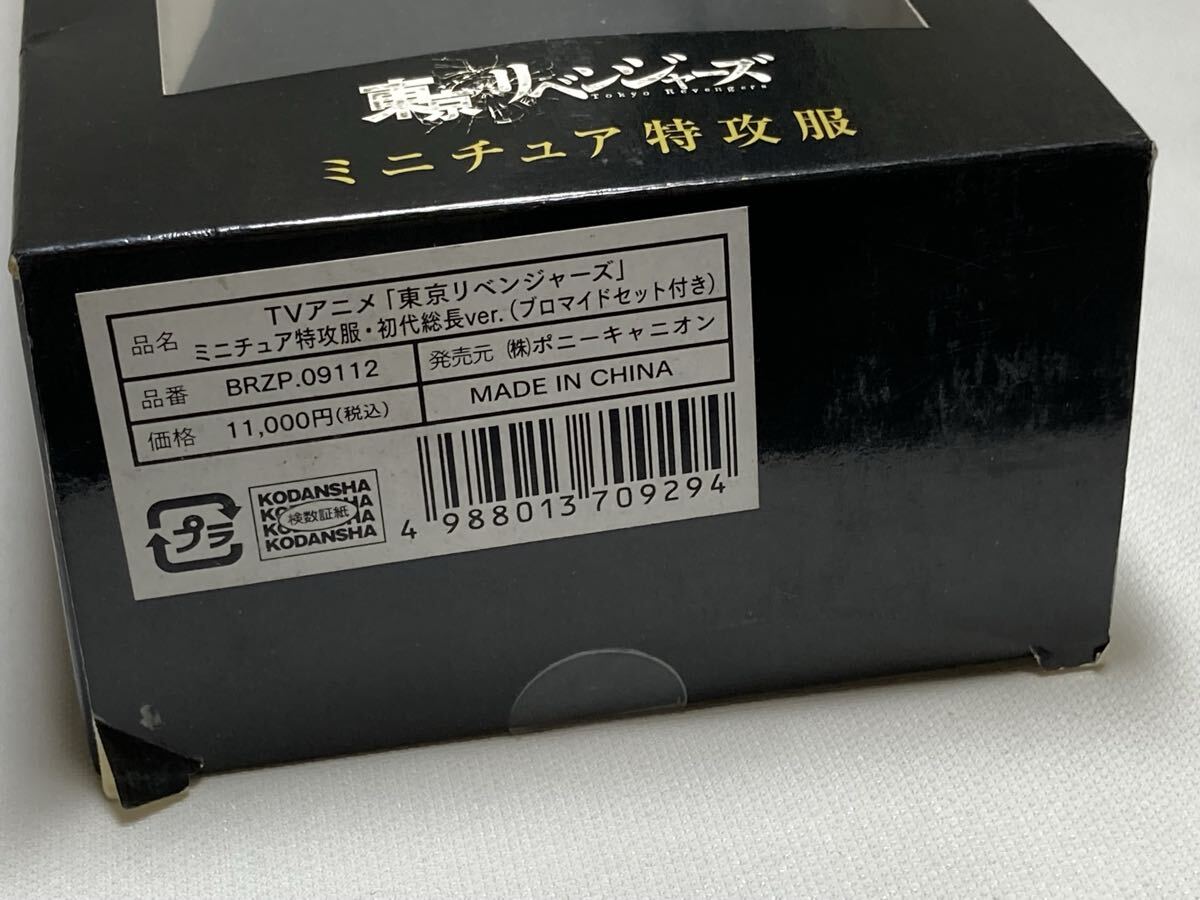 東京リベンジャーズ
Tokyo Revengers
ミニチュア特攻服
品名 TVアニメ「東京リベンジャーズ」
ミニチュア特攻服・初代総長ver.(ブロマイドセット付き)
品番 BRZP.09112
発売元 (株)ポニーキャニオン
価格 11,000円(税込)
MADE IN CHINA
プラ
KODANSHA
検数証紙
KODANSHA
4 988013 709294